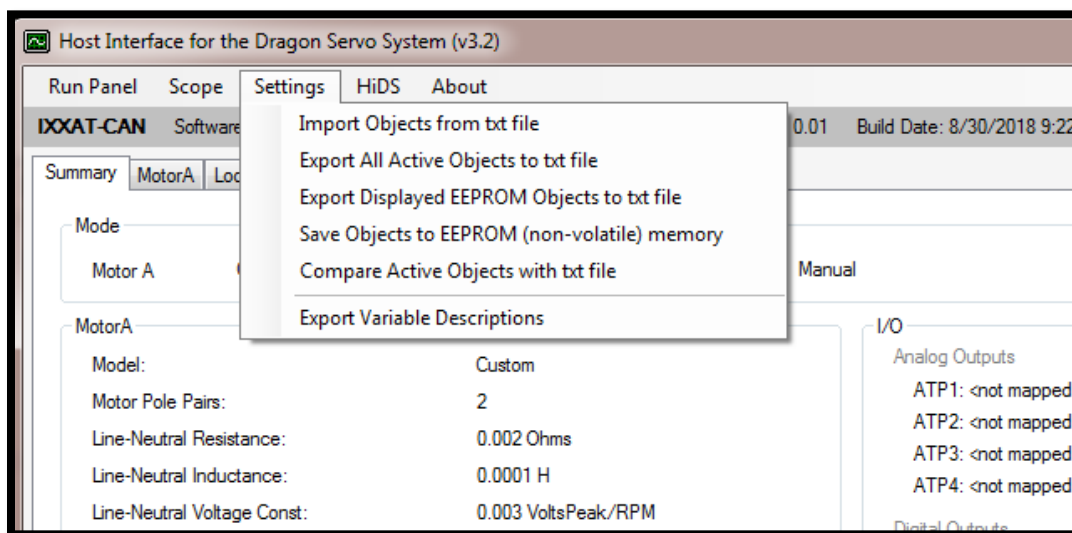 Host Interface for the Dragon Servo System (v3.2)
Run Panel Scope Settings HiDS About
IXXAT-CAN Software 0.01 Build Date: 8/30/2018 9:22
Import Objects from txt file
Export All Active Objects to txt file
Export Displayed EEPROM Objects to txt file
Save Objects to EEPROM (non-volatile) memory
Compare Active Objects with txt file
Export Variable Descriptions
Summary MotorA Loc
Mode
Motor A Manual
MotorA
Model: Custom
Motor Pole Pairs: 2
Line-Neutral Resistance: 0.002 Ohms
Line-Neutral Inductance: 0.0001 H
Line-Neutral Voltage Const: 0.003 VoltsPeak/RPM
I/O
Analog Outputs
ATP1: <not mapped
ATP2: <not mapped
ATP3: <not mapped
ATP4: <not mapped
Digital Outputs